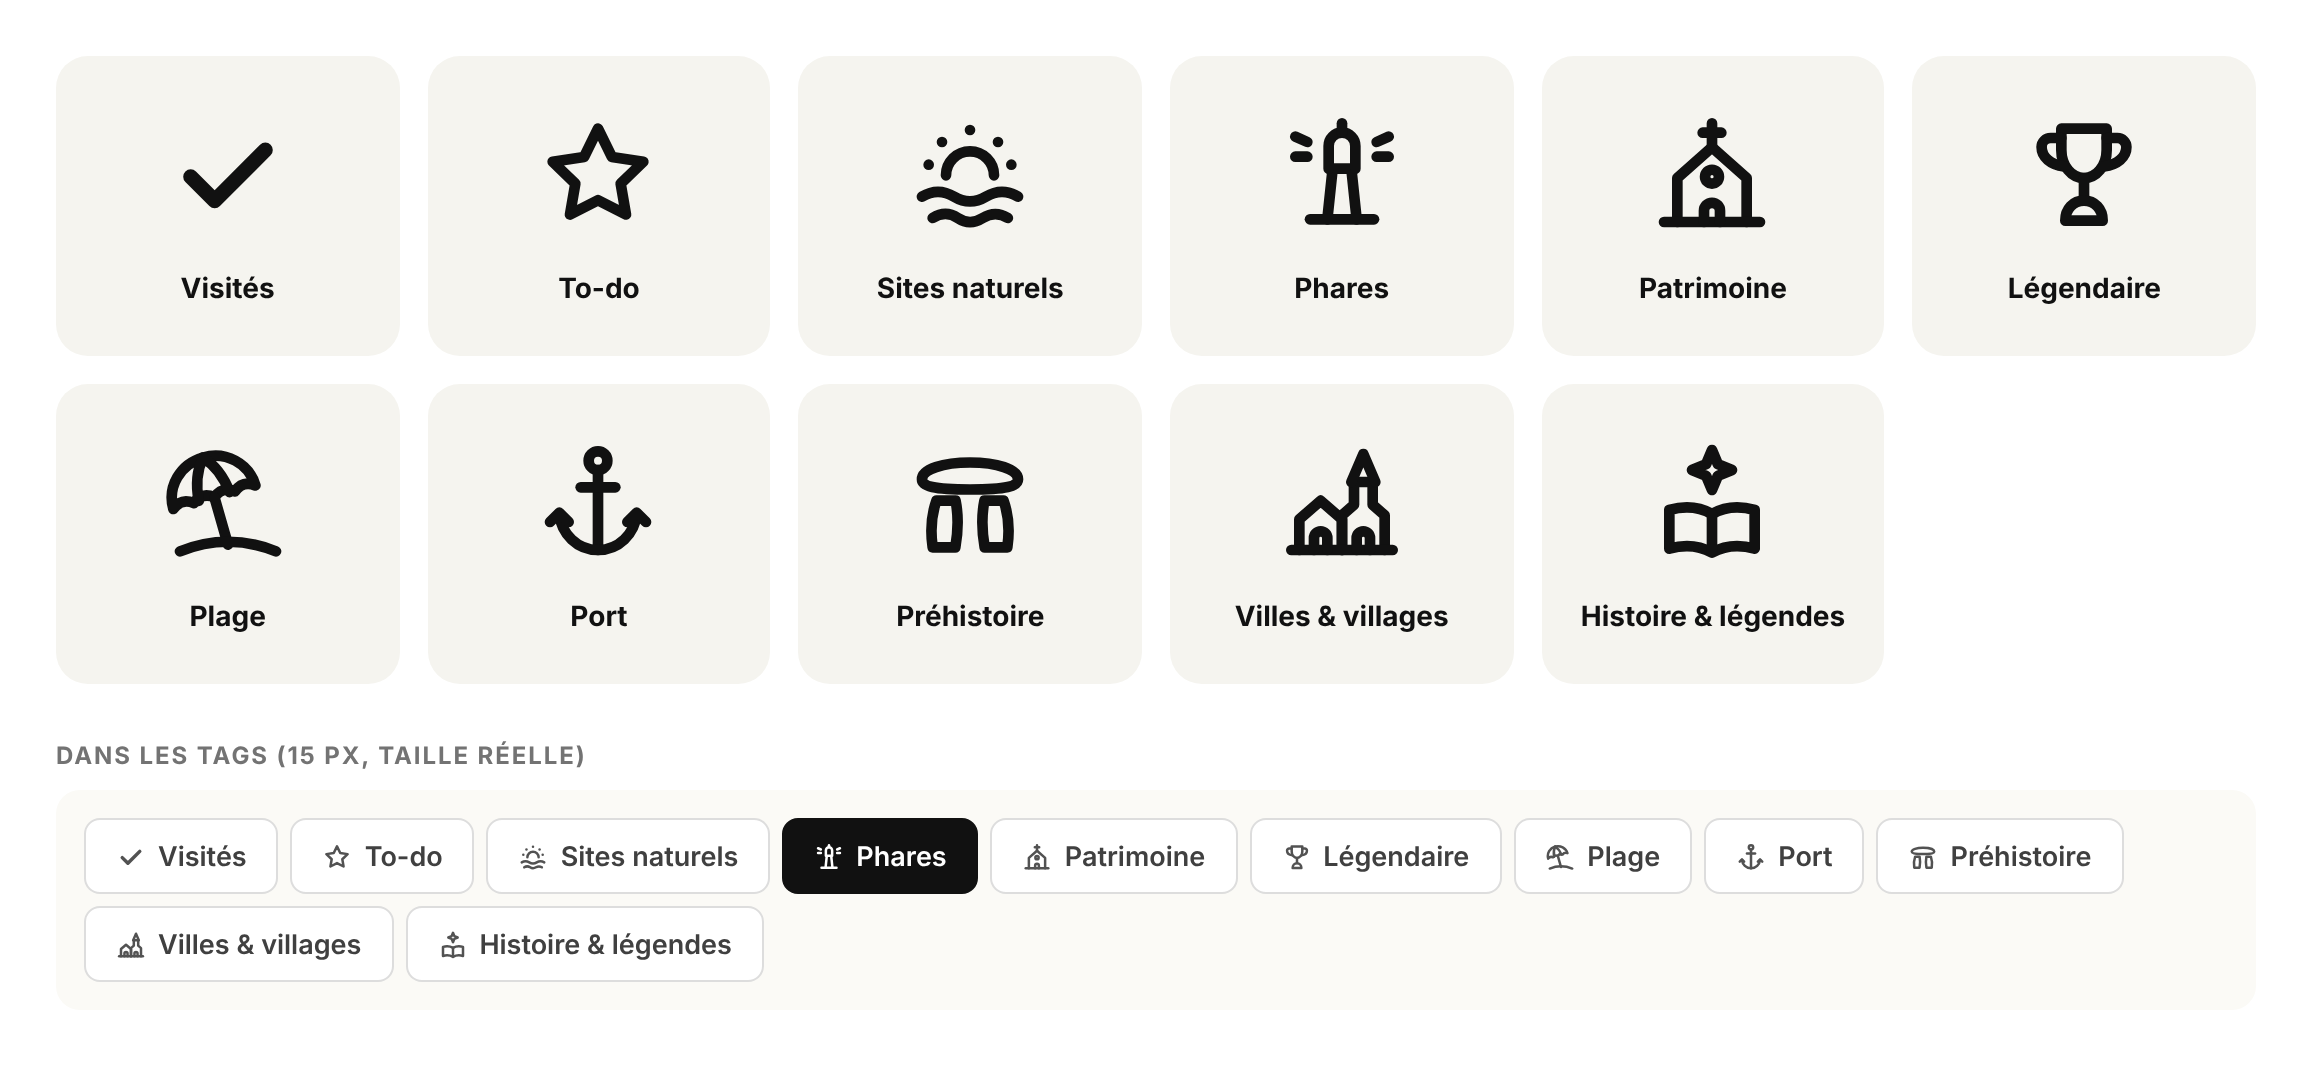 Visités
To-do
Sites naturels
Phares
Patrimoine
Légendaire
Plage
Port
Préhistoire
Villes & villages
Histoire & légendes
DANS LES TAGS (15 PX, TAILLE RÉELLE)
Visités
To-do
Sites naturels
Phares
Patrimoine
Légendaire
Plage
Port
Préhistoire
Villes & villages
Histoire & légendes